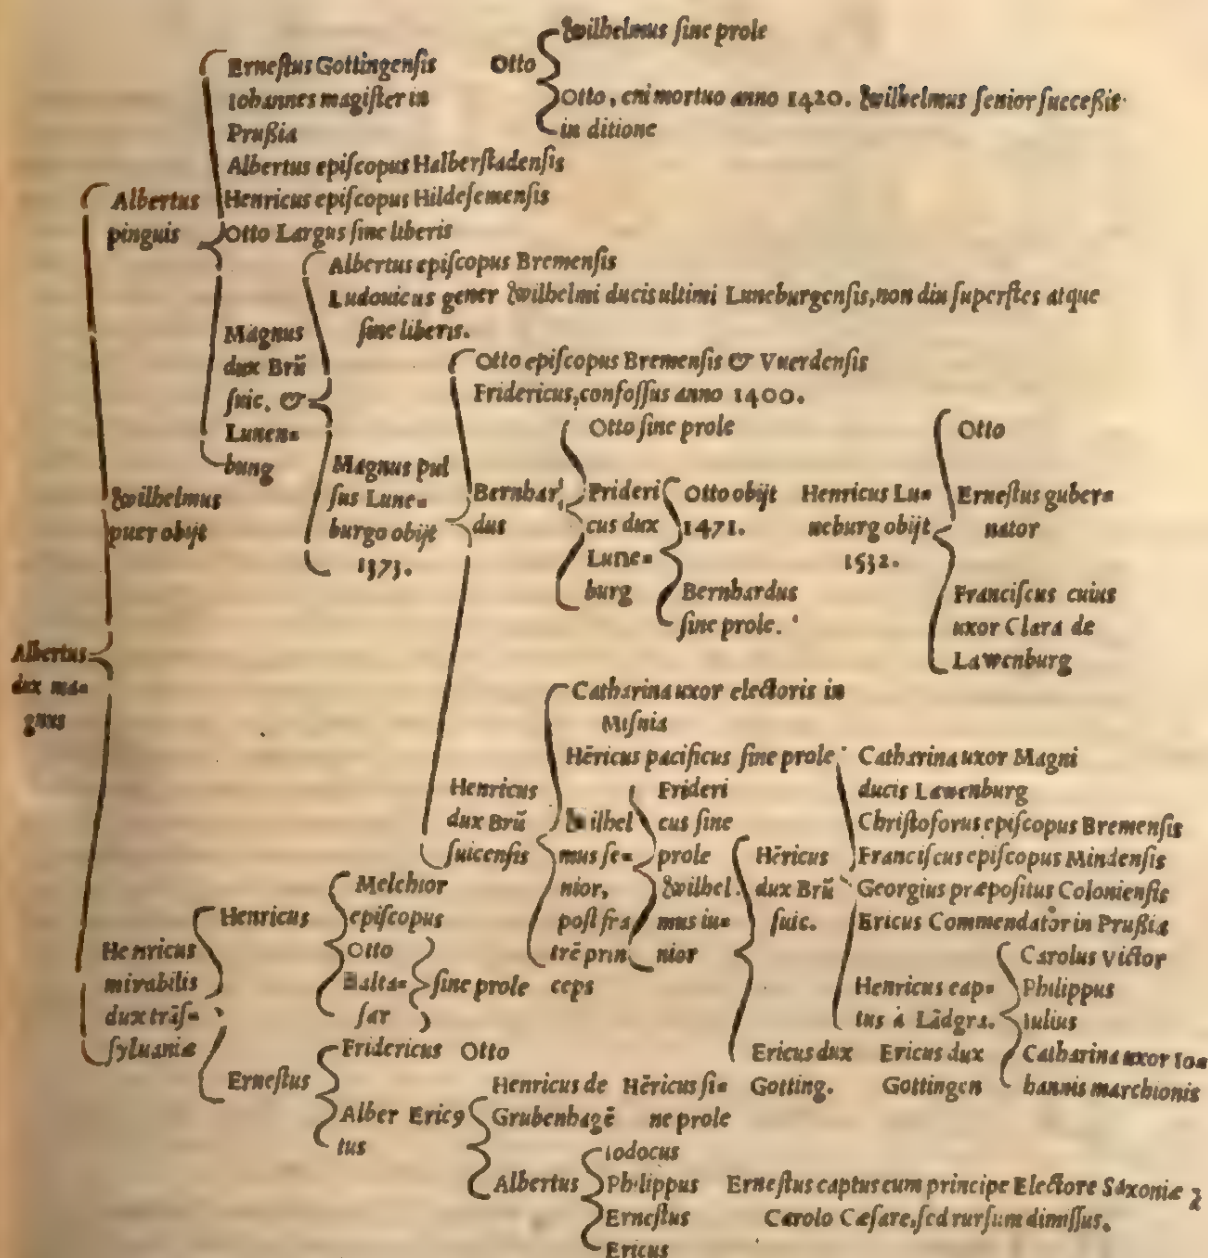 Wilhelmus ſine prole
Erneſtus Gottingenſis
Otto
Iohannes magiſter in
Otto, cui mortuo anno 1420. Wilhelmus ſenior ſucceßit
Prußia
in ditione
Albertus epiſcopus Halberſtadenſis
Albertus
Henricus epiſcopus Hildeſemenſis
pinguis
Otto Largus ſine liberis
Albertus epiſcopus Bremenſis
Ludouicus gener Wilhelmi ducis ultimi Luneburgenſis, non diu ſuperſtes atque
ſine liberis.
Magnus
dux Brũ
ſuic. &
Lunen=
bung
Otto epiſcopus Bremenſis & Vuerdenſis
Fridericus, confoſſus anno 1400.
Otto ſine prole
Otto
Magnus pul
ſus Lune=
burgo obijt
1373.
Bernhar
dus
Frideri
cus dux
Lune=
burg
Otto obijt
1471.
Henricus Lu=
neburg obijt
1532.
Erneſtus guber=
nator
Wilhelmus
puer obijt
Bernhardus
ſine prole.
Franciſcus cuius
uxor Clara de
Lawenburg
Albertus
dux ma=
gnus
Catharina uxor electoris in
Miſnia
Hẽricus pacificus ſine prole
Catharina uxor Magni
ducis Lawenburg
Henricus
dux Brũ
ſuicenſis
Wilhel
mus ſe=
nior,
poſt fra
trẽ prin
ceps
Frideri
cus ſine
prole
Wilhel
mus iu=
nior
Hẽricus
dux Brũ
ſuic.
Chriſtoforus epiſcopus Bremenſis
Franciſcus epiſcopus Mindenſis
Georgius præpoſitus Colonienſis
Ericus Commendator in Prußia
Melchior
epiſcopus
Henricus
Otto
Balta=
ſar
ſine prole
Henricus
mirabilis
dux trãſ=
ſyluaniæ
Henricus cap=
tus à Lãdgra.
Carolus victor
Philippus
Iulius
Catharina uxor Io=
hannis marchionis
Fridericus Otto
Ericus dux
Gotting.
Ericus dux
Gottingen
Erneſtus
Henricus de
Grubenhagẽ
Hẽricus ſi=
ne prole
Alber
tus
Ericꝰ
Iodocus
Albertus
Philippus
Erneſtus captus cum principe Electore Saxoniæ à
Erneſtus
Carolo Cæſare, ſed rurſum dimiſſus.
Ericus